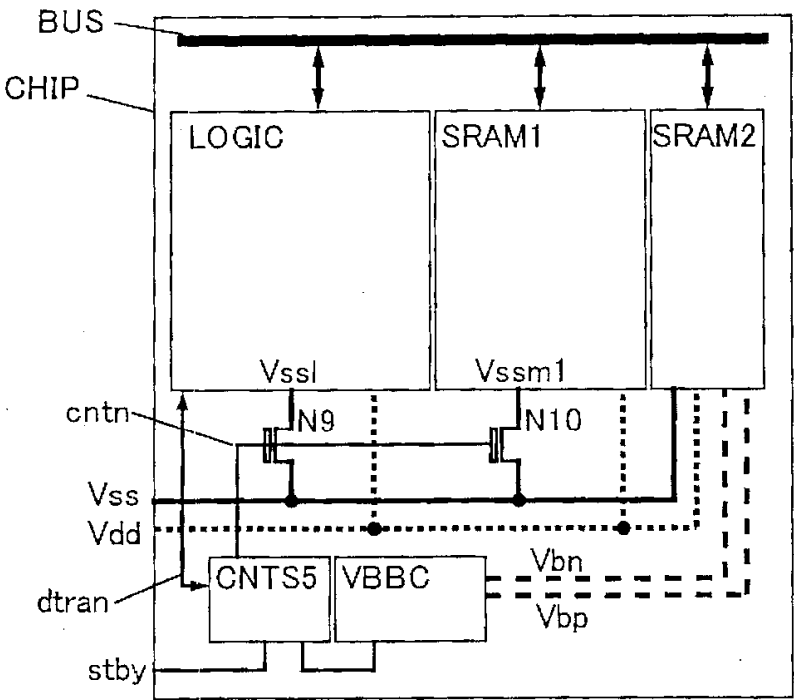 BUS
CHIP
LOGIC
SRAM1
SRAM2
Vssl
Vssm1
cntn
N9
N10
Vss
Vdd
CNTS5
VBBC
Vbn
Vbp
dtran
stby